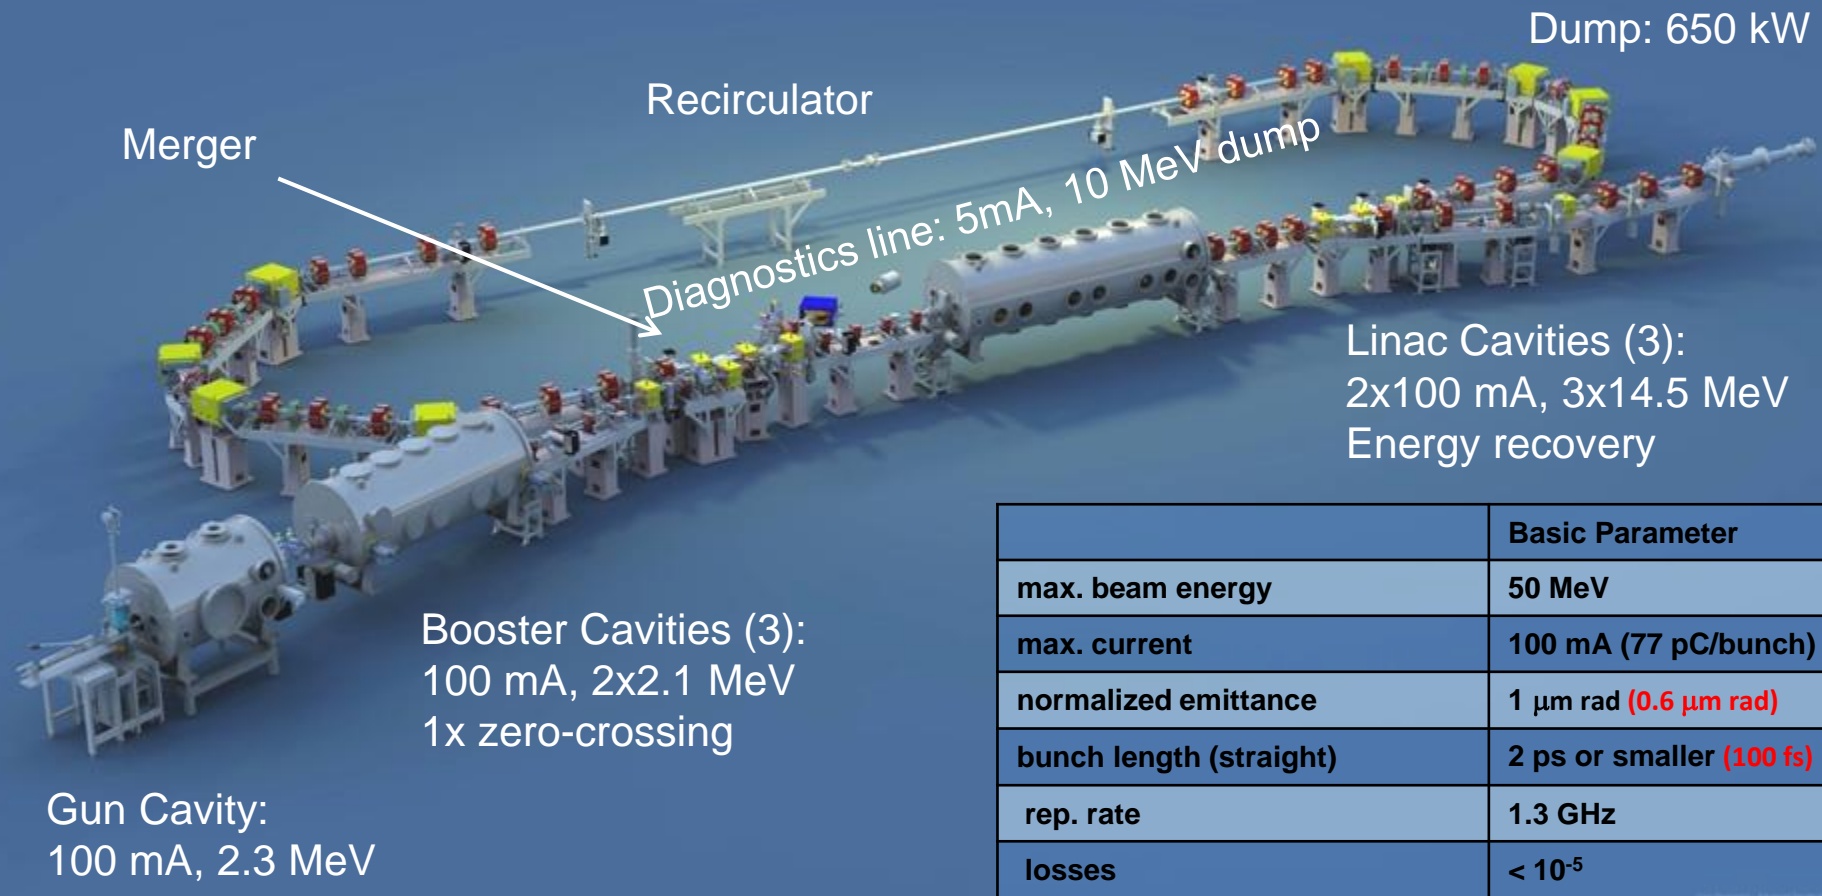 Dump: 650 kW
Recirculator
Merger
Diagnostics line: 5mA, 10 MeV dump
Linac Cavities (3):
2x100 mA, 3x14.5 MeV
Energy recovery
Booster Cavities (3):
100 mA, 2x2.1 MeV
1x zero-crossing
Gun Cavity:
100 mA, 2.3 MeV
Basic Parameter
max. beam energy 50 MeV
max. current 100 mA (77 pC/bunch)
normalized emittance 1 μm rad (0.6 μm rad)
bunch length (straight) 2 ps or smaller (100 fs)
rep. rate 1.3 GHz
losses < 10⁻⁵